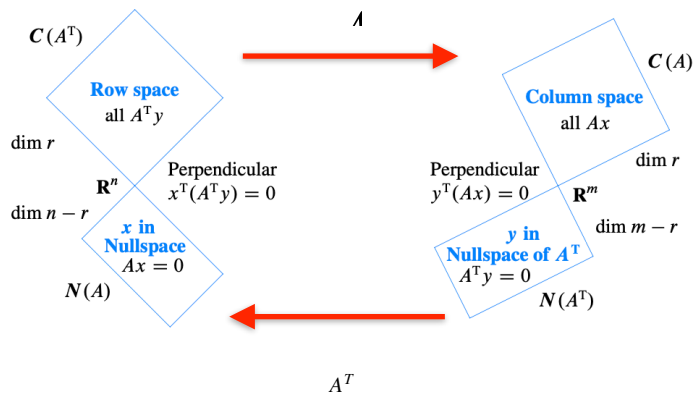 C(Aᵀ)
Row space
all Aᵀy
dim r
Rⁿ
Perpendicular
xᵀ(Aᵀy) = 0
dim n − r
x in
Nullspace
Ax = 0
N(A)
C(A)
Column space
all Ax
dim r
Perpendicular
yᵀ(Ax) = 0
Rᵐ
dim m − r
y in
Nullspace of Aᵀ
Aᵀy = 0
N(Aᵀ)
Aᵀ